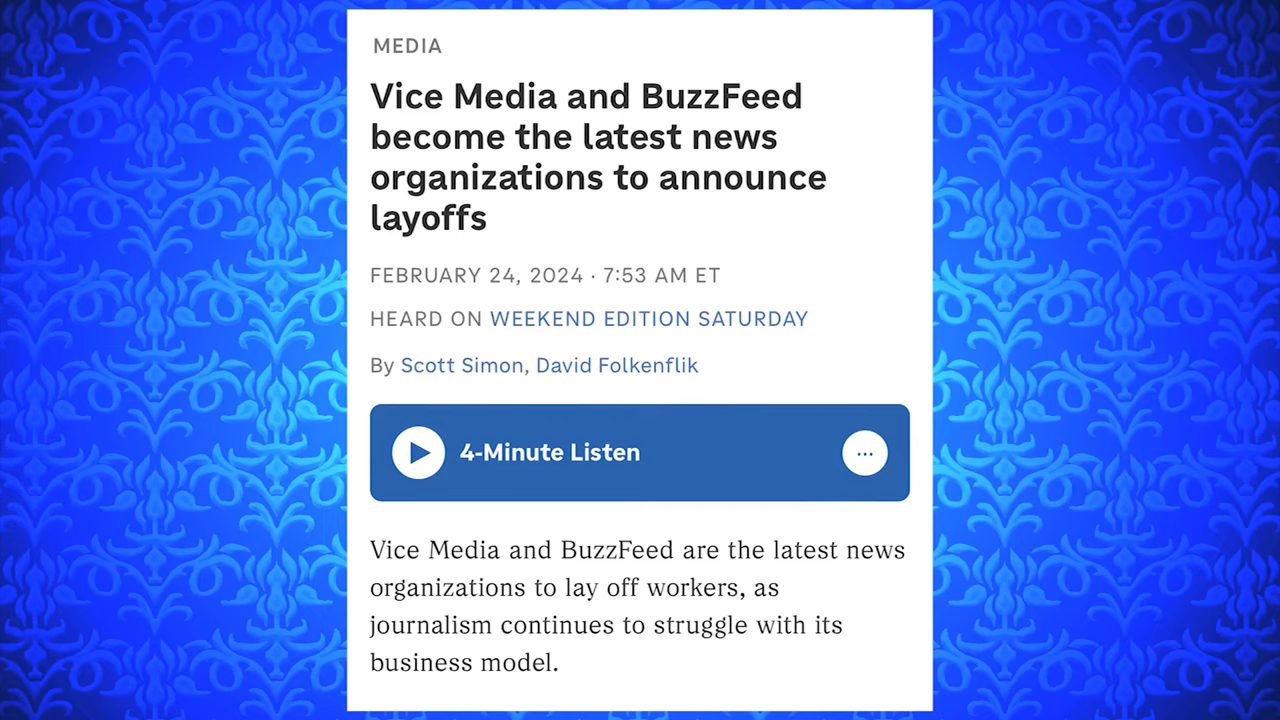 MEDIA
Vice Media and BuzzFeed
become the latest news
organizations to announce
layoffs
FEBRUARY 24, 2024 · 7:53 AM ET
HEARD ON WEEKEND EDITION SATURDAY
By Scott Simon, David Folkenflik
4-Minute Listen
Vice Media and BuzzFeed are the latest news
organizations to lay off workers, as
journalism continues to struggle with its
business model.